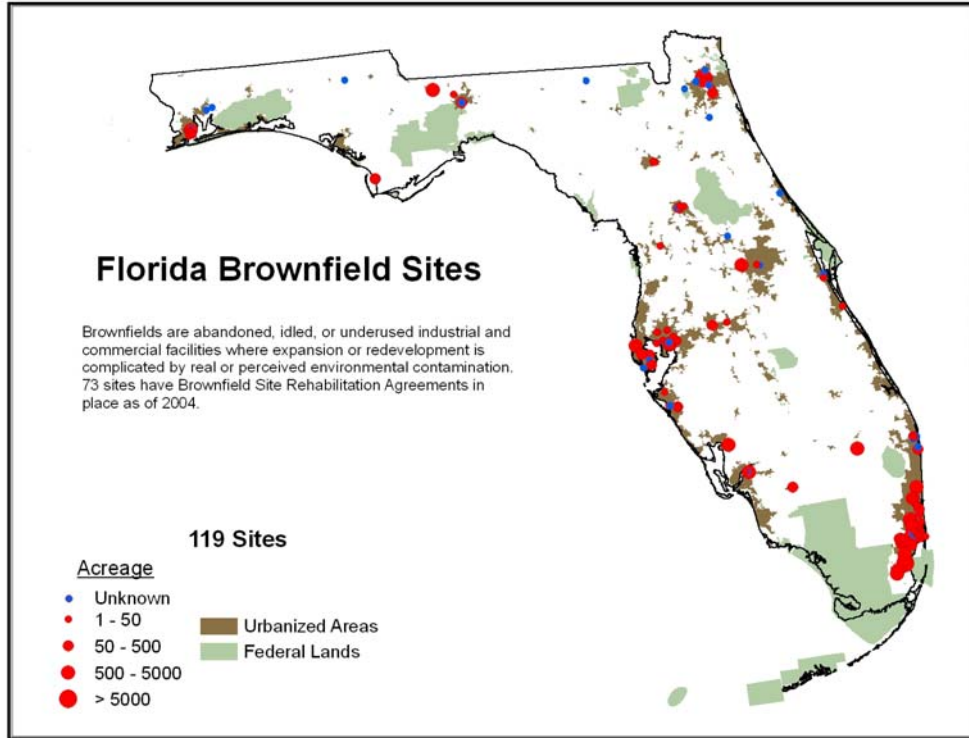 Florida Brownfield Sites
Brownfields are abandoned, idled, or underused industrial and
commercial facilities where expansion or redevelopment is
complicated by real or perceived environmental contamination.
73 sites have Brownfield Site Rehabilitation Agreements in
place as of 2004.
119 Sites
Acreage
Unknown
1 - 50
50 - 500
500 - 5000
> 5000
Urbanized Areas
Federal Lands